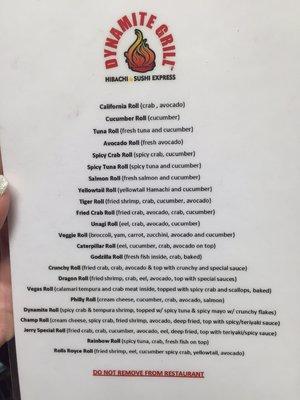 DYNAMITE GRILL
HIBACHI & SUSHI EXPRESS
California Roll (crab, avocado)
Cucumber Roll (cucumber)
Tuna Roll (fresh tuna and cucumber)
Avocado Roll (fresh avocado)
Spicy Crab Roll (spicy crab, cucumber)
Spicy Tuna Roll (spicy tuna and cucumber)
Salmon Roll (fresh salmon and cucumber)
Yellowtail Roll (yellowtail Hamachi and cucumber)
Tiger Roll (fried shrimp, crab, cucumber, avocado)
Fried Crab Roll (fried crab, avocado, crab, cucumber)
Unagi Roll (eel, crab, avocado, cucumber)
Veggie Roll (broccoli, yam, carrot, zucchini, avocado and cucumber)
Caterpillar Roll (eel, cucumber, crab, avocado on top)
Godzilla Roll (fresh fish inside, crab, baked)
Crunchy Roll (fried crab, crab, avocado & top with crunchy and special sauce)
Dragon Roll (fried shrimp, crab, eel, avocado, top with special sauces)
Vegas Roll (calamari tempura and crab meat inside, topped with spicy crab and scallops, baked)
Philly Roll (cream cheese, cucumber, crab, avocado, salmon)
Dynamite Roll (spicy crab & tempura shrimp, topped w/ spicy tuna & spicy mayo w/ crunchy flakes)
Champ Roll (cream cheese, spicy crab, fried shrimp, avocado, deep fried, top with spicy/teriyaki sauce)
Jerry Special Roll (fried crab, crab, cucumber, avocado, eel, deep fried, top with teriyaki/spicy sauce)
Rainbow Roll (spicy tuna, crab, fresh fish on top)
Rolls Royce Roll (fried shrimp, eel, cucumber spicy crab, yellowtail, avocado)
DO NOT REMOVE FROM RESTAURANT